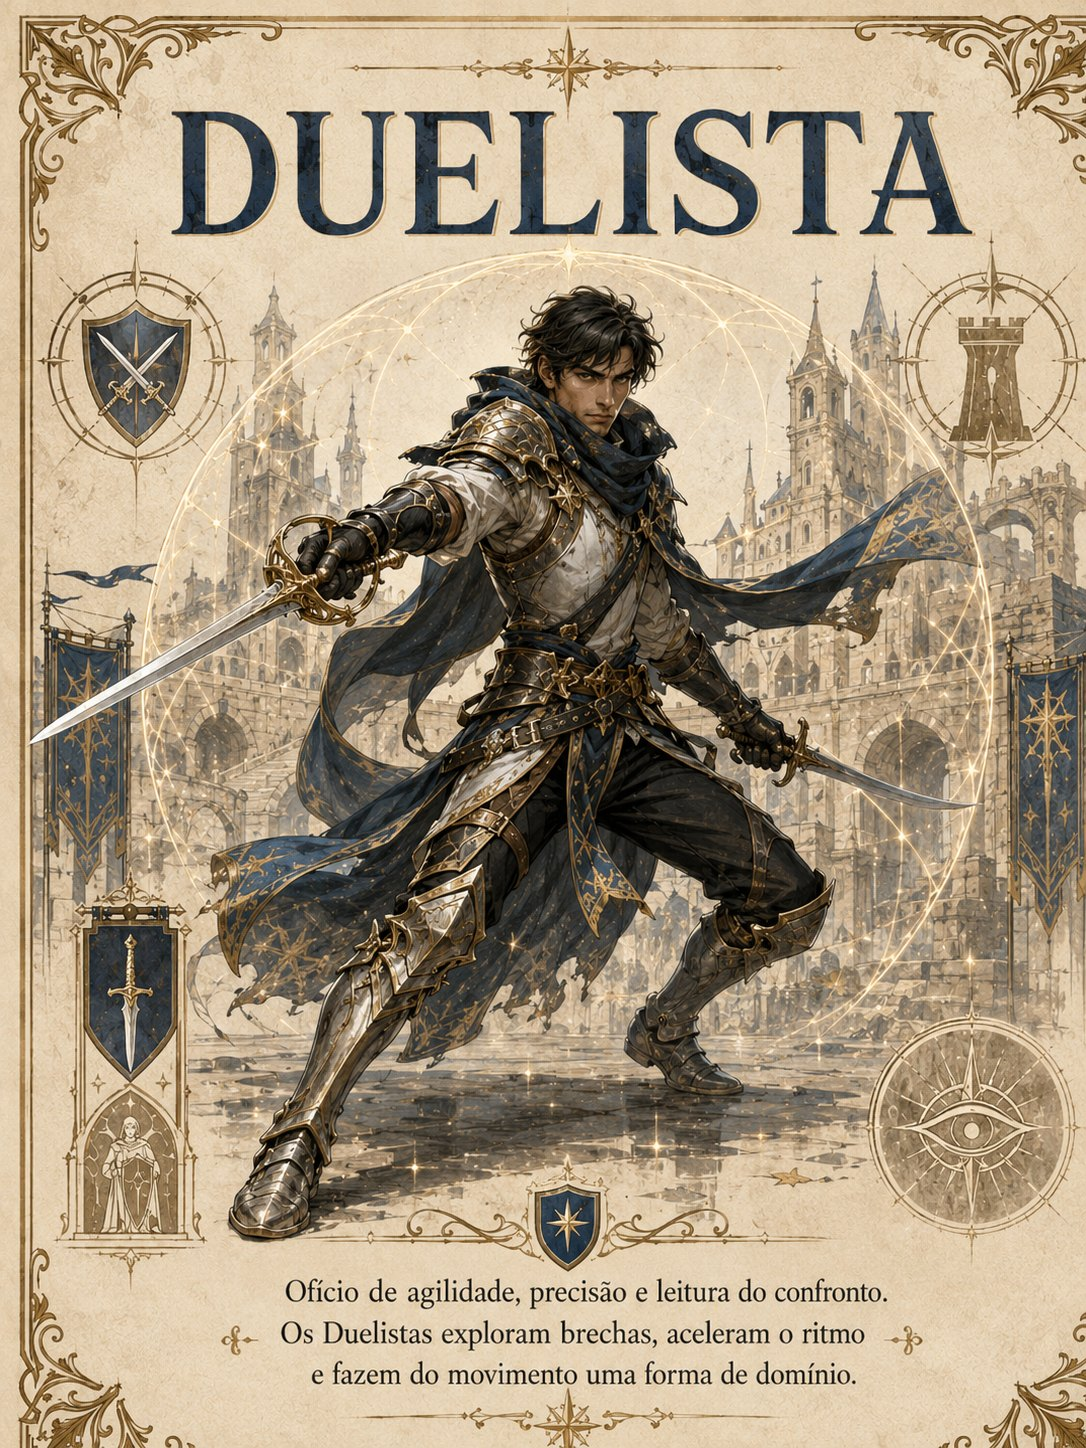 DUELISTA
Ofício de agilidade, precisão e leitura do confronto.
Os Duelistas exploram brechas, aceleram o ritmo
e fazem do movimento uma forma de domínio.